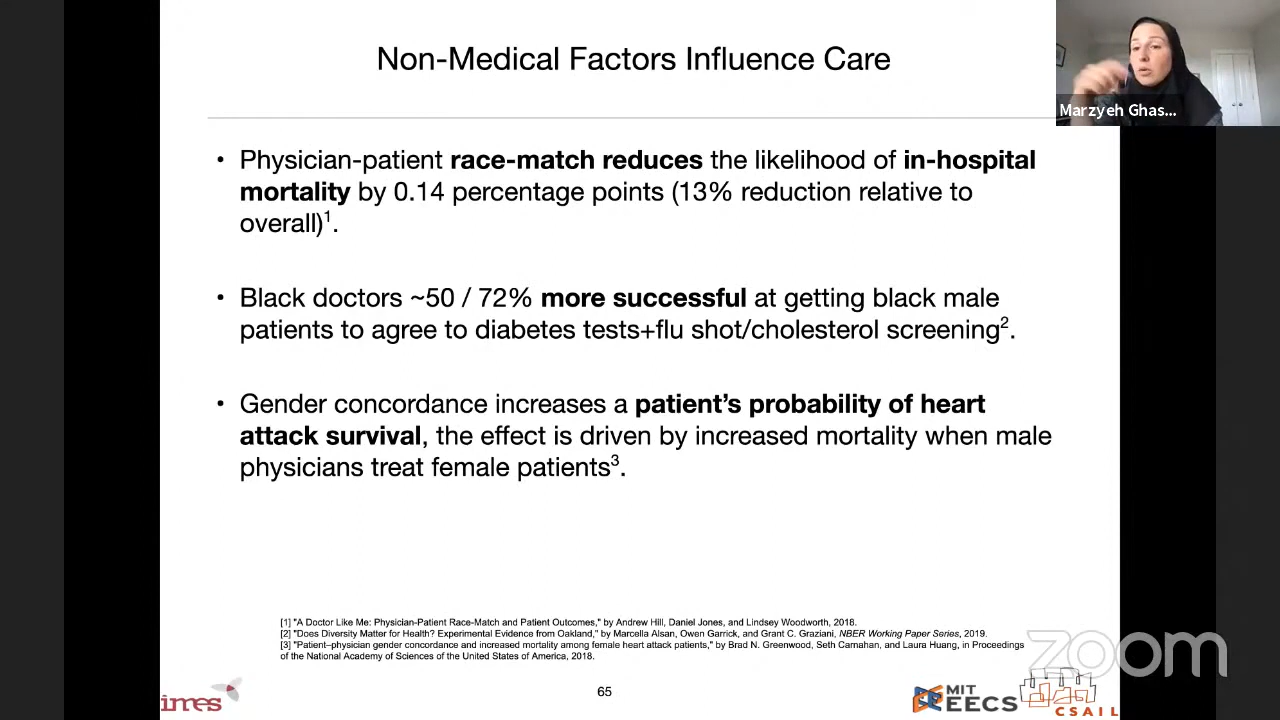 Non-Medical Factors Influence Care
Marzyeh Ghas...
• Physician-patient race-match reduces the likelihood of in-hospital
mortality by 0.14 percentage points (13% reduction relative to
overall)1.
• Black doctors ~50 / 72% more successful at getting black male
patients to agree to diabetes tests+flu shot/cholesterol screening2.
• Gender concordance increases a patient’s probability of heart
attack survival, the effect is driven by increased mortality when male
physicians treat female patients3.
[1] "A Doctor Like Me: Physician-Patient Race-Match and Patient Outcomes," by Andrew Hill, Daniel Jones, and Lindsey Woodworth, 2018.
[2] "Does Diversity Matter for Health? Experimental Evidence from Oakland," by Marcella Alsan, Owen Garrick, and Grant C. Graziani, NBER Working Paper Series, 2019.
[3] "Patient–physician gender concordance and increased mortality among female heart attack patients," by Brad N. Greenwood, Seth Carnahan, and Laura Huang, in Proceedings
of the National Academy of Sciences of the United States of America, 2018.
zoom
65
imes
MIT
EECS
CSAIL